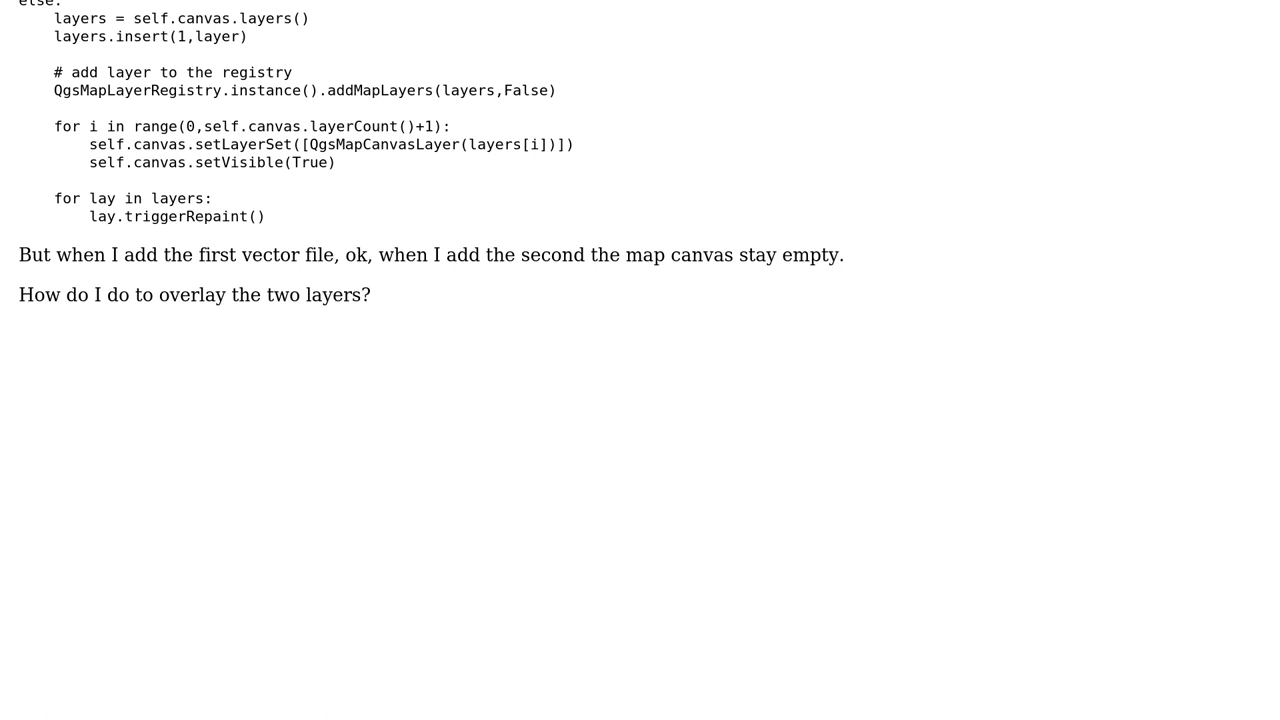 else:
    layers = self.canvas.layers()
    layers.insert(1,layer)

    # add layer to the registry
    QgsMapLayerRegistry.instance().addMapLayers(layers,False)

    for i in range(0,self.canvas.layerCount()+1):
        self.canvas.setLayerSet([QgsMapCanvasLayer(layers[i])])
        self.canvas.setVisible(True)

    for lay in layers:
        lay.triggerRepaint()

But when I add the first vector file, ok, when I add the second the map canvas stay empty.

How do I do to overlay the two layers?